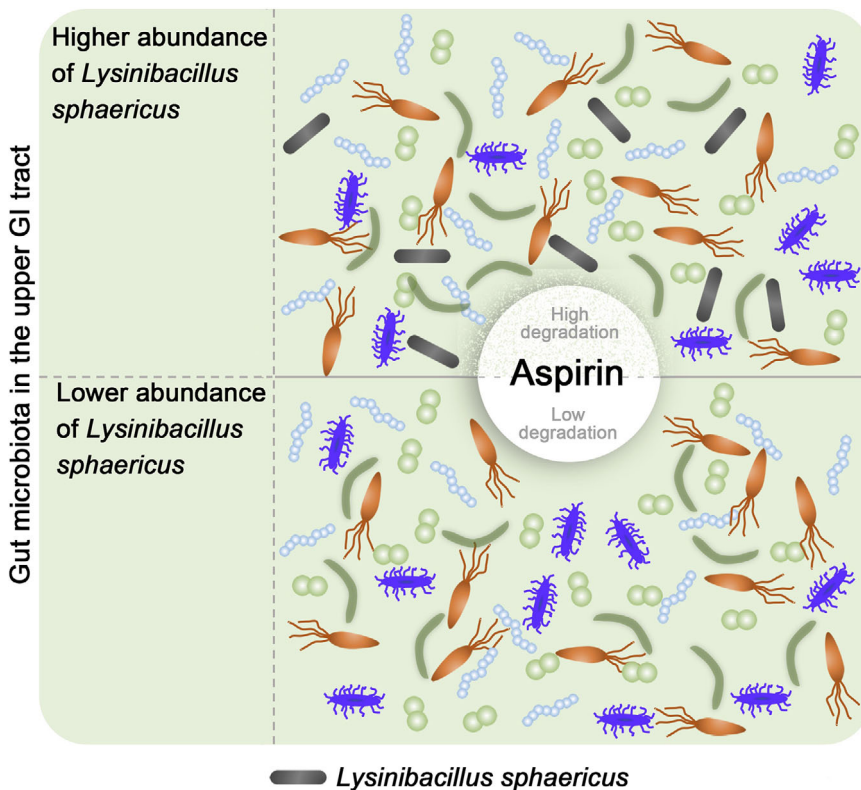 Gut microbiota in the upper GI tract
Higher abundance
of Lysinibacillus
sphaericus
High
degradation
Aspirin
Low
degradation
Lower abundance
of Lysinibacillus
sphaericus
Lysinibacillus sphaericus